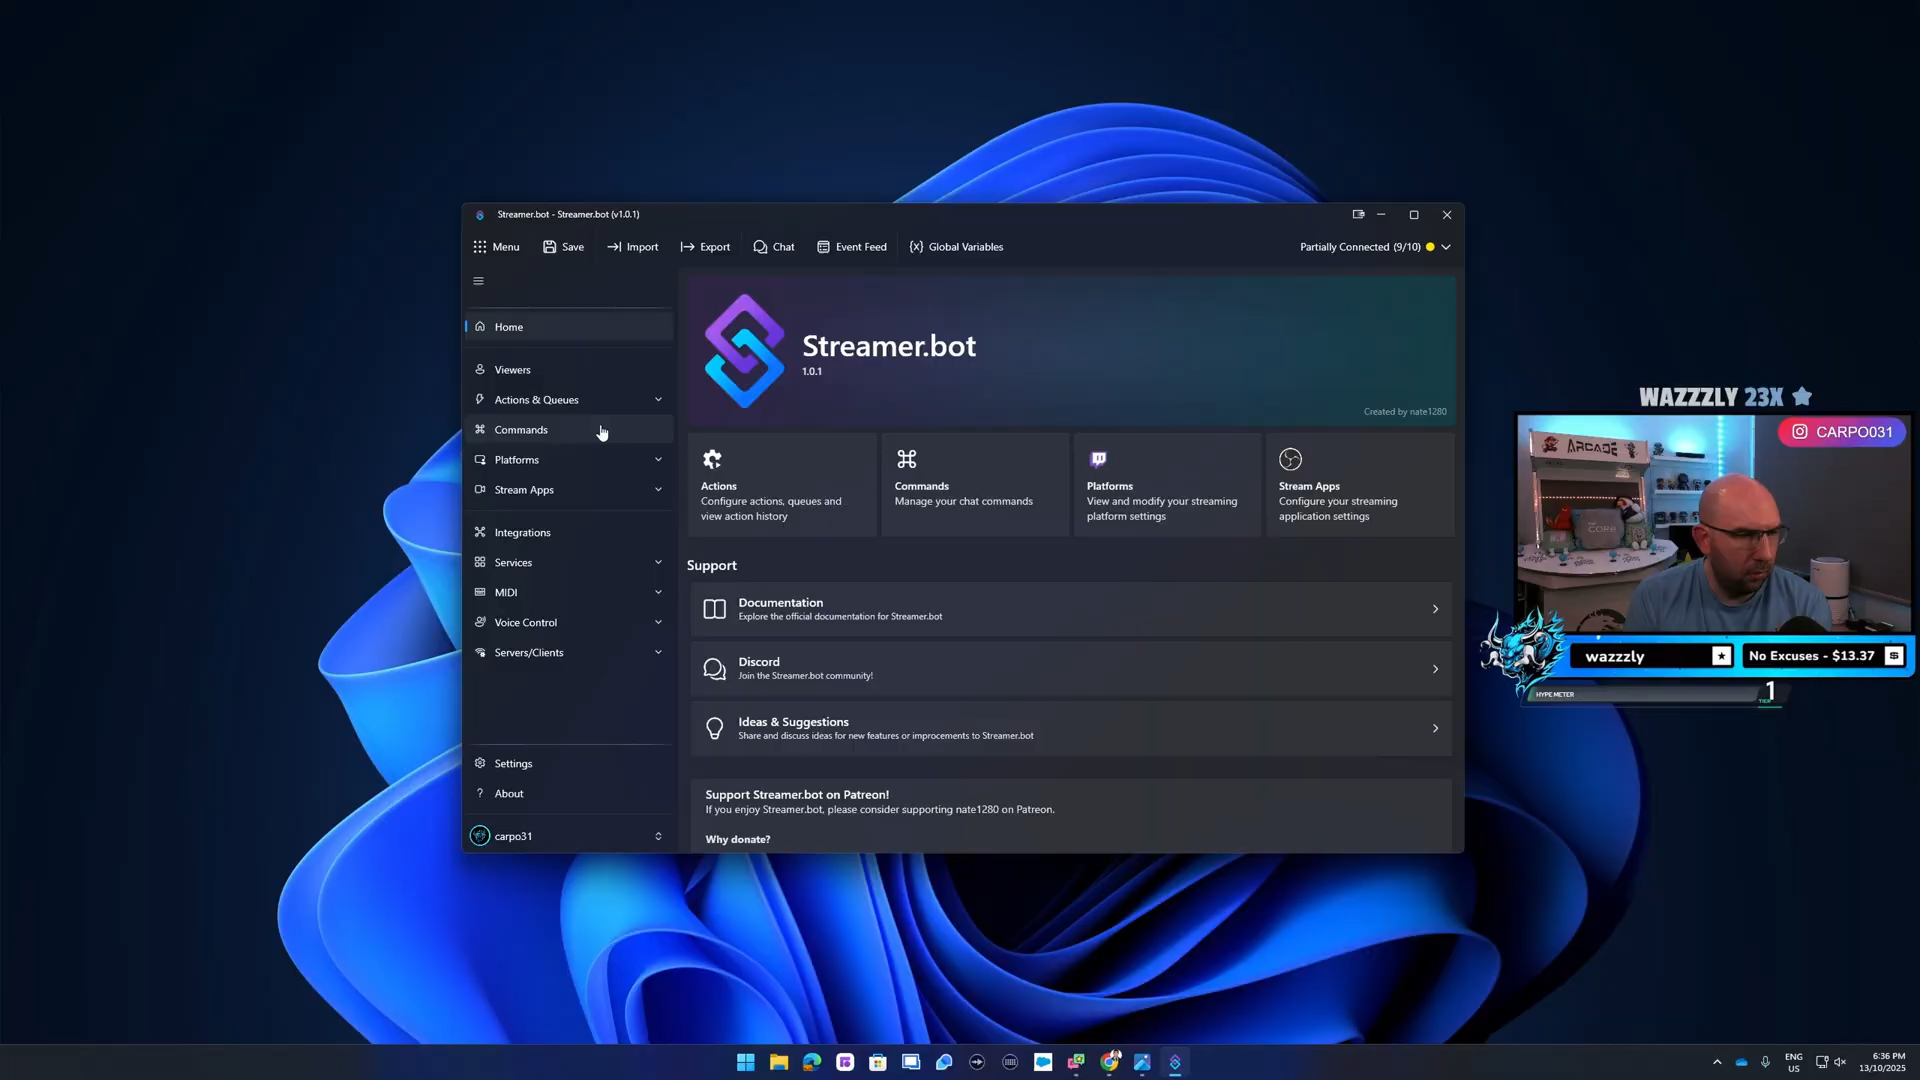 Streamer.bot - Streamer.bot (v1.0.1)
Menu
Save
Import
Export
Chat
Event Feed
{x} Global Variables
Partially Connected (9/10)
Home
Viewers
Actions & Queues
Commands
Platforms
Stream Apps
Integrations
Services
MIDI
Voice Control
Servers/Clients
Settings
? About
carpo31
Streamer.bot
1.0.1
Created by nate1280
Actions
Configure actions, queues and
view action history
Commands
Manage your chat commands
Platforms
View and modify your streaming
platform settings
Stream Apps
Configure your streaming
application settings
Support
Documentation
Explore the official documentation for Streamer.bot
Discord
Join the Streamer.bot community!
Ideas & Suggestions
Share and discuss ideas for new features or improcements to Streamer.bot
Support Streamer.bot on Patreon!
If you enjoy Streamer.bot, please consider supporting nate1280 on Patreon.
Why donate?
WAZZZLY 23X
CARPO031
ARCADE
wazzzly
No Excuses - $13.37
HYPE METER
1
ENG
US
6:36 PM
13/10/2025